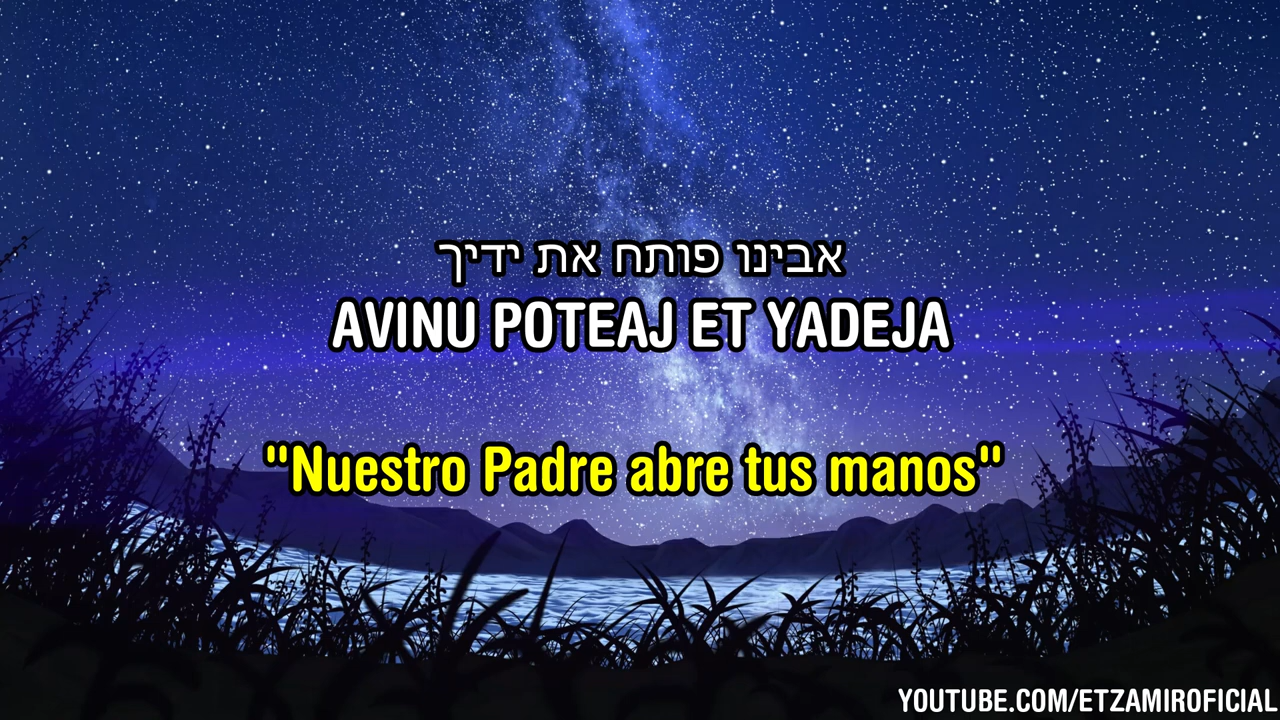 אבינו פותח את ידיך
AVINU POTEAJ ET YADEJA
"Nuestro Padre abre tus manos"
YOUTUBE.COM/ETZAMIROFICIAL